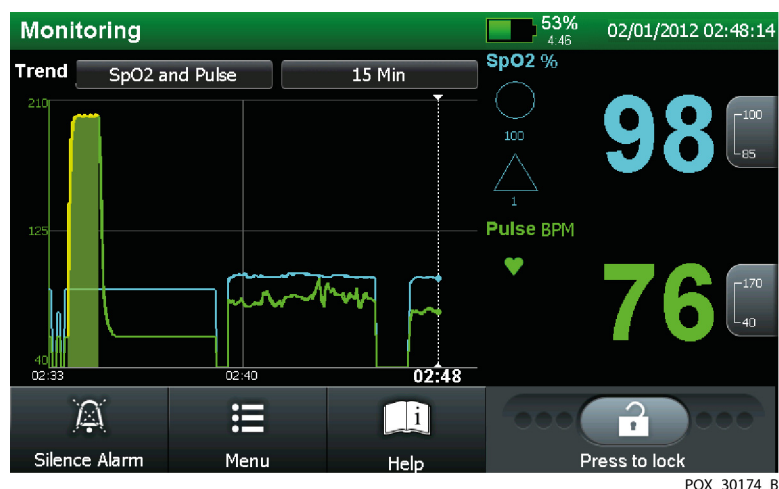 Monitoring
53%
4:46
02/01/2012 02:48:14
Trend
SpO2 and Pulse
15 Min
210
125
40
02:33
02:40
02:48
SpO2 %
100
1
98
100
85
Pulse BPM
76
170
40
Silence Alarm
Menu
i
Help
Press to lock
POX_30174_B